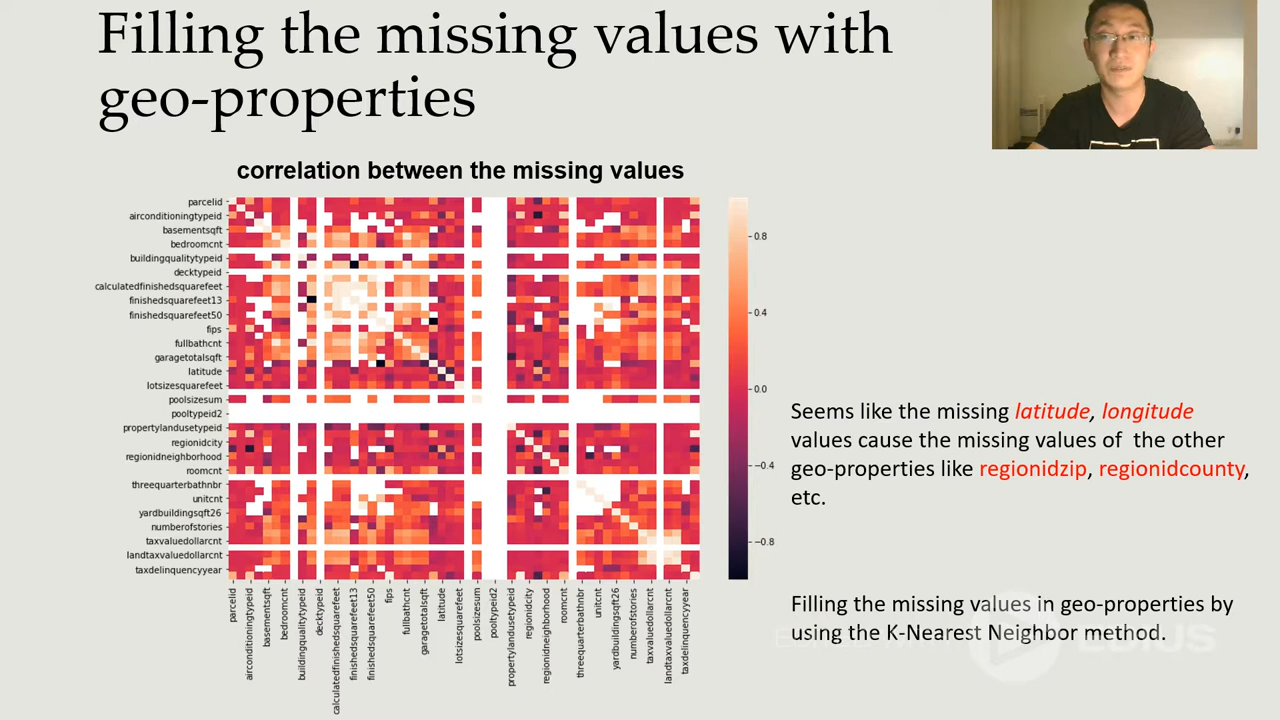 Filling the missing values with
geo-properties
correlation between the missing values
parcelid
airconditioningtypeid
basementsqft
bedroomcnt
buildingqualitytypeid
decktypeid
calculatedfinishedsquarefeet
finishedsquarefeet13
finishedsquarefeet50
fips
fullbathcnt
garagetotalsqft
latitude
lotsizesquarefeet
poolsizesum
pooltypeid2
propertylandusetypeid
regionidcity
regionidneighborhood
roomcnt
threequarterbathnbr
unitcnt
yardbuildingsqft26
numberofstories
taxvaluedollarcnt
landtaxvaluedollarcnt
taxdelinquencyyear
parcelid
airconditioningtypeid
basementsqft
bedroomcnt
buildingqualitytypeid
decktypeid
calculatedfinishedsquarefeet
finishedsquarefeet13
finishedsquarefeet50
fips
fullbathcnt
garagetotalsqft
latitude
lotsizesquarefeet
poolsizesum
pooltypeid2
propertylandusetypeid
regionidcity
regionidneighborhood
roomcnt
threequarterbathnbr
unitcnt
yardbuildingsqft26
numberofstories
taxvaluedollarcnt
landtaxvaluedollarcnt
taxdelinquencyyear
0.8
0.4
0.0
−0.4
−0.8
Seems like the missing latitude, longitude
values cause the missing values of the other
geo-properties like regionidzip, regionidcounty,
etc.
Filling the missing values in geo-properties by
using the K-Nearest Neighbor method.
EDIUS